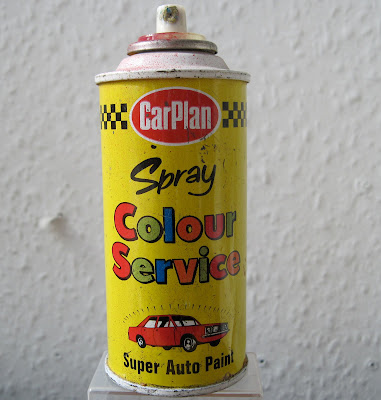 CarPlan
Spray
Colour
Service
Super Auto Paint